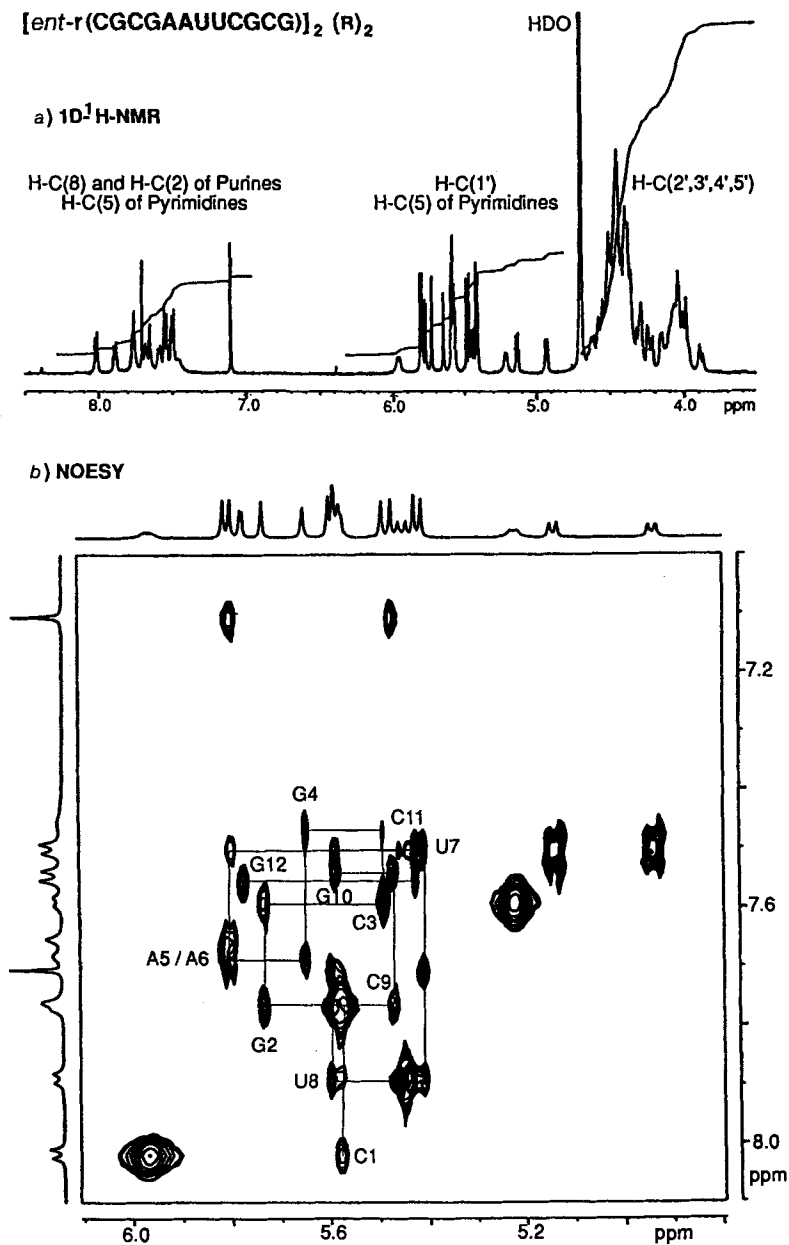 [ent-r(CGCGAAUUCGCG)]₂ (R)₂
HDO
a) 1D-¹H-NMR
H-C(8) and H-C(2) of Purines
H-C(5) of Pyrimidines
H-C(1')
H-C(5) of Pyrimidines
H-C(2',3',4',5')
8.0 7.0 6.0 5.0 4.0 ppm
b) NOESY
7.2
G4
C11
U7
G12
G10
7.6
C3
A5 / A6
C9
G2
U8
C1
8.0
ppm
6.0 5.6 5.2 ppm